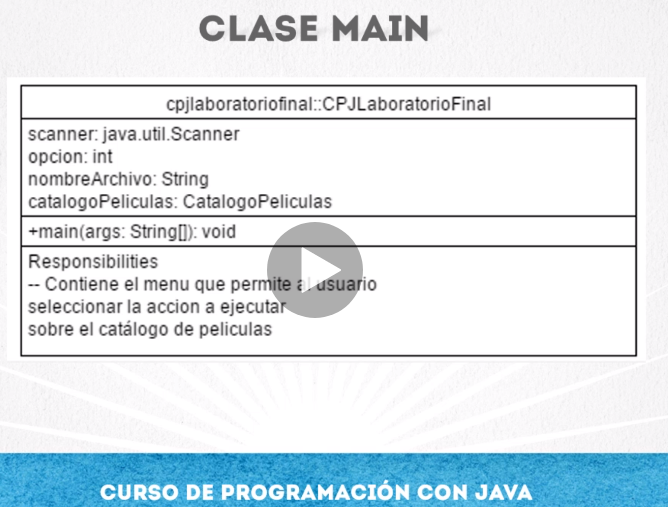 CLASE MAIN
cpjlaboratoriofinal::CPJLaboratorioFinal
scanner: java.util.Scanner
opcion: int
nombreArchivo: String
catalogoPeliculas: CatalogoPeliculas
+main(args: String[]): void
Responsibilities
-- Contiene el menu que permite al usuario
seleccionar la accion a ejecutar
sobre el catálogo de peliculas
CURSO DE PROGRAMACIÓN CON JAVA